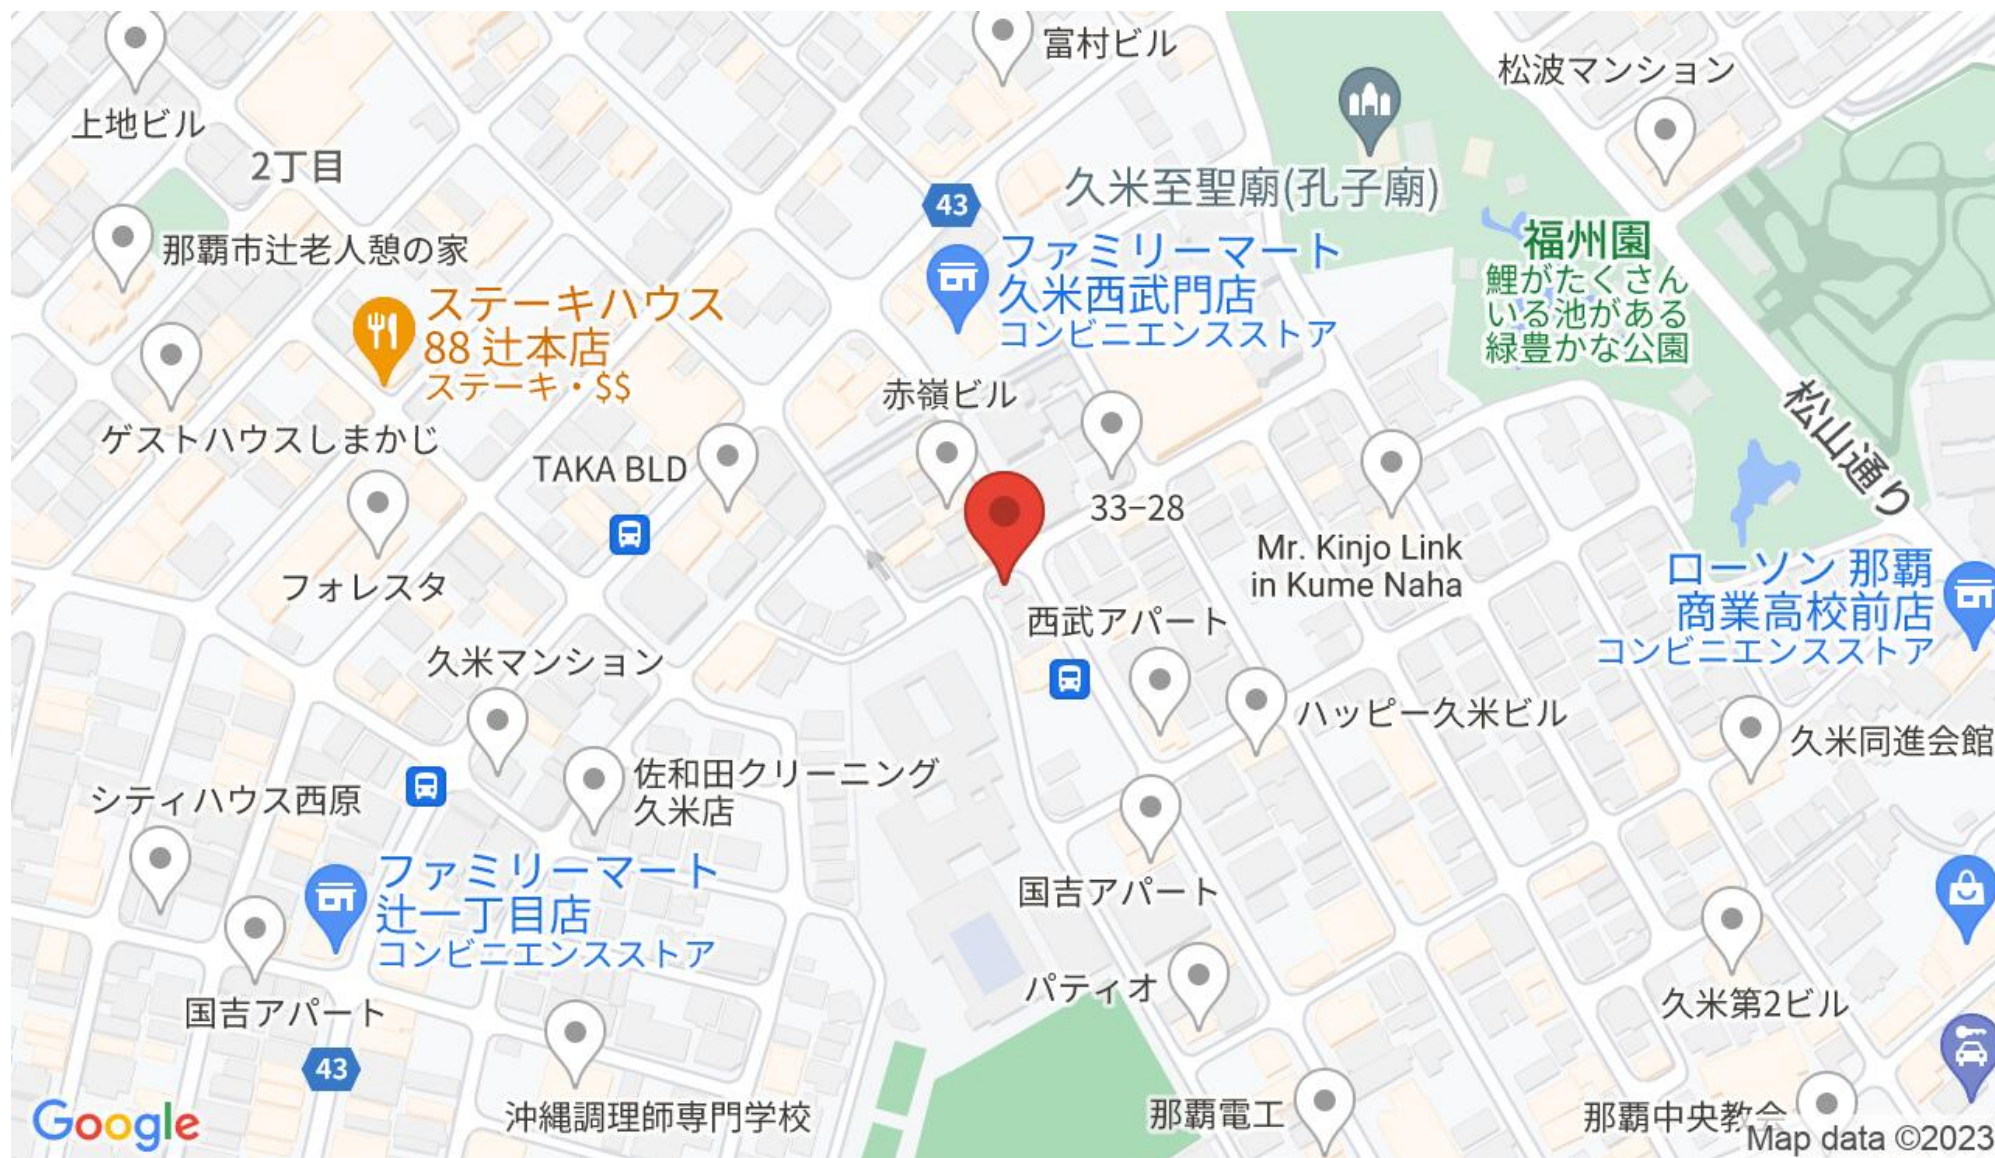 富村ビル
松波マンション
上地ビル
2丁目
久米至聖廟(孔子廟)
43
那覇市辻老人憩の家
ファミリーマート
久米西武門店
コンビニエンスストア
福州園
鯉がたくさん
いる池がある
緑豊かな公園
ステーキハウス
88 辻本店
ステーキ・$$
赤嶺ビル
松山通り
ゲストハウスしまかじ
TAKA BLD
33-28
Mr. Kinjo Link
in Kume Naha
フォレスタ
ローソン 那覇
商業高校前店
コンビニエンスストア
西武アパート
久米マンション
ハッピー久米ビル
久米同進会館
佐和田クリーニング
久米店
シティハウス西原
ファミリーマート
辻一丁目店
コンビニエンスストア
国吉アパート
パティオ
久米第2ビル
国吉アパート
43
沖縄調理師専門学校
那覇電工
那覇中央教会
Google
Map data ©2023